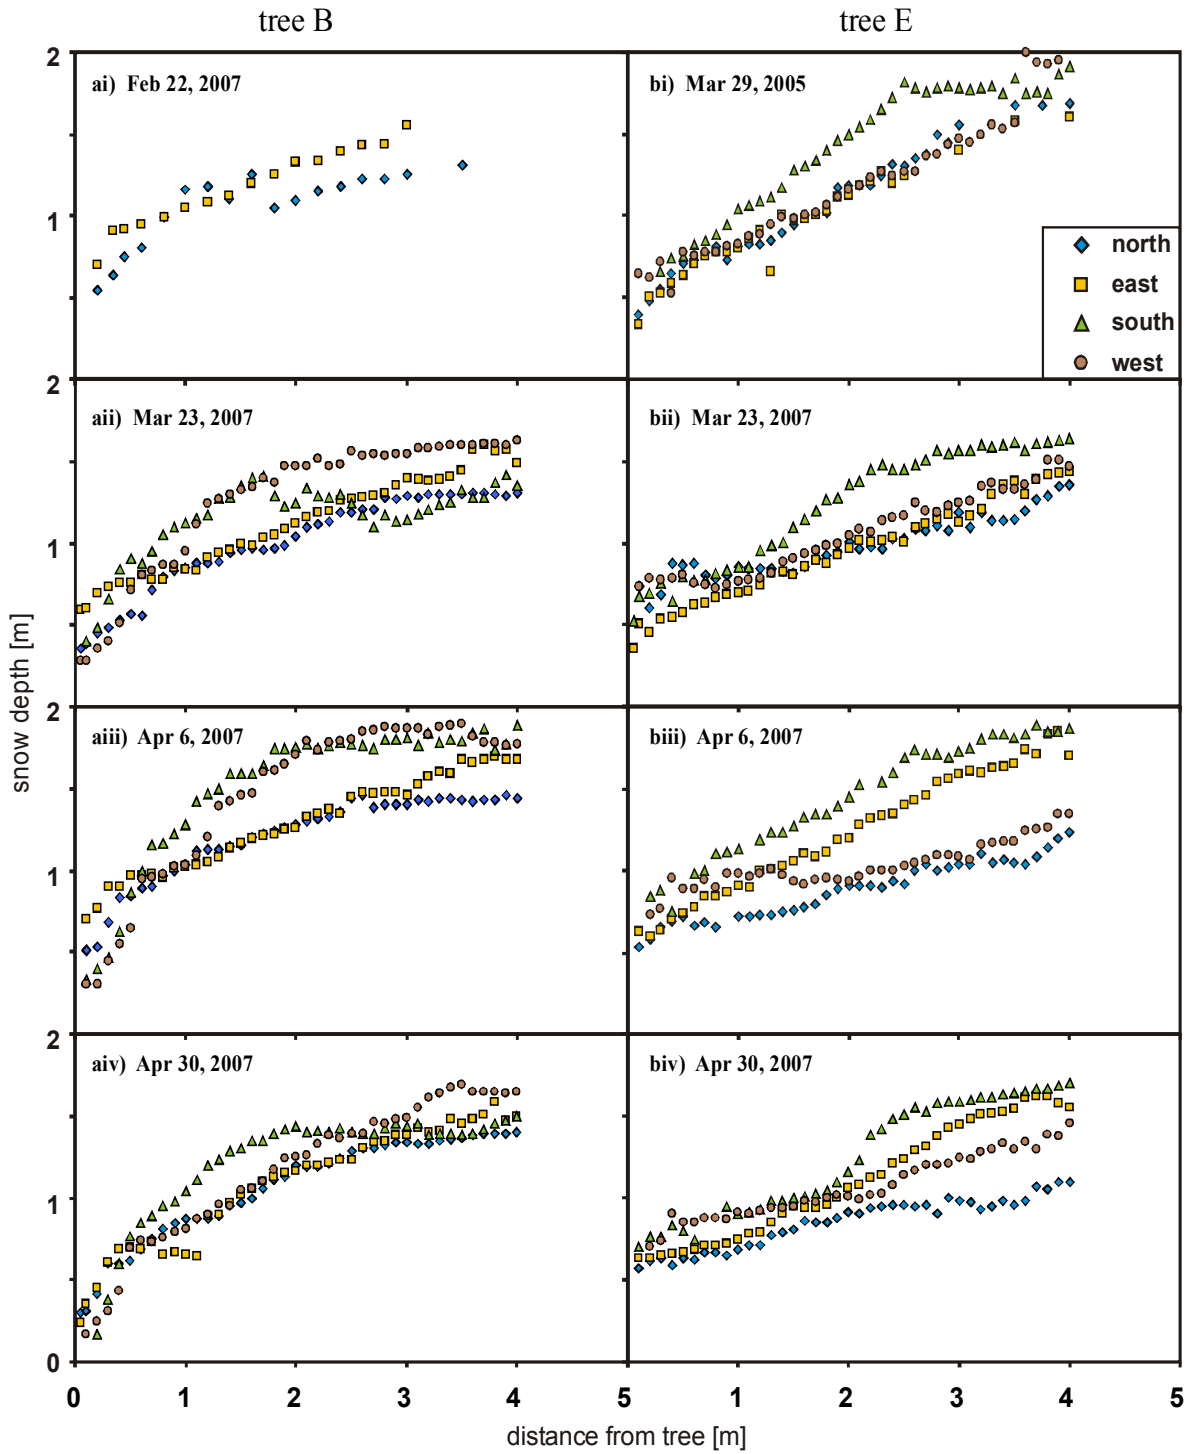 tree B
tree E
2
ai) Feb 22, 2007
bi) Mar 29, 2005
1
north
east
south
west
2
aii) Mar 23, 2007
bii) Mar 23, 2007
1
snow depth [m]
2
aiii) Apr 6, 2007
biii) Apr 6, 2007
1
2
aiv) Apr 30, 2007
biv) Apr 30, 2007
1
0
0 1 2 3 4 5 1 2 3 4 5
distance from tree [m]